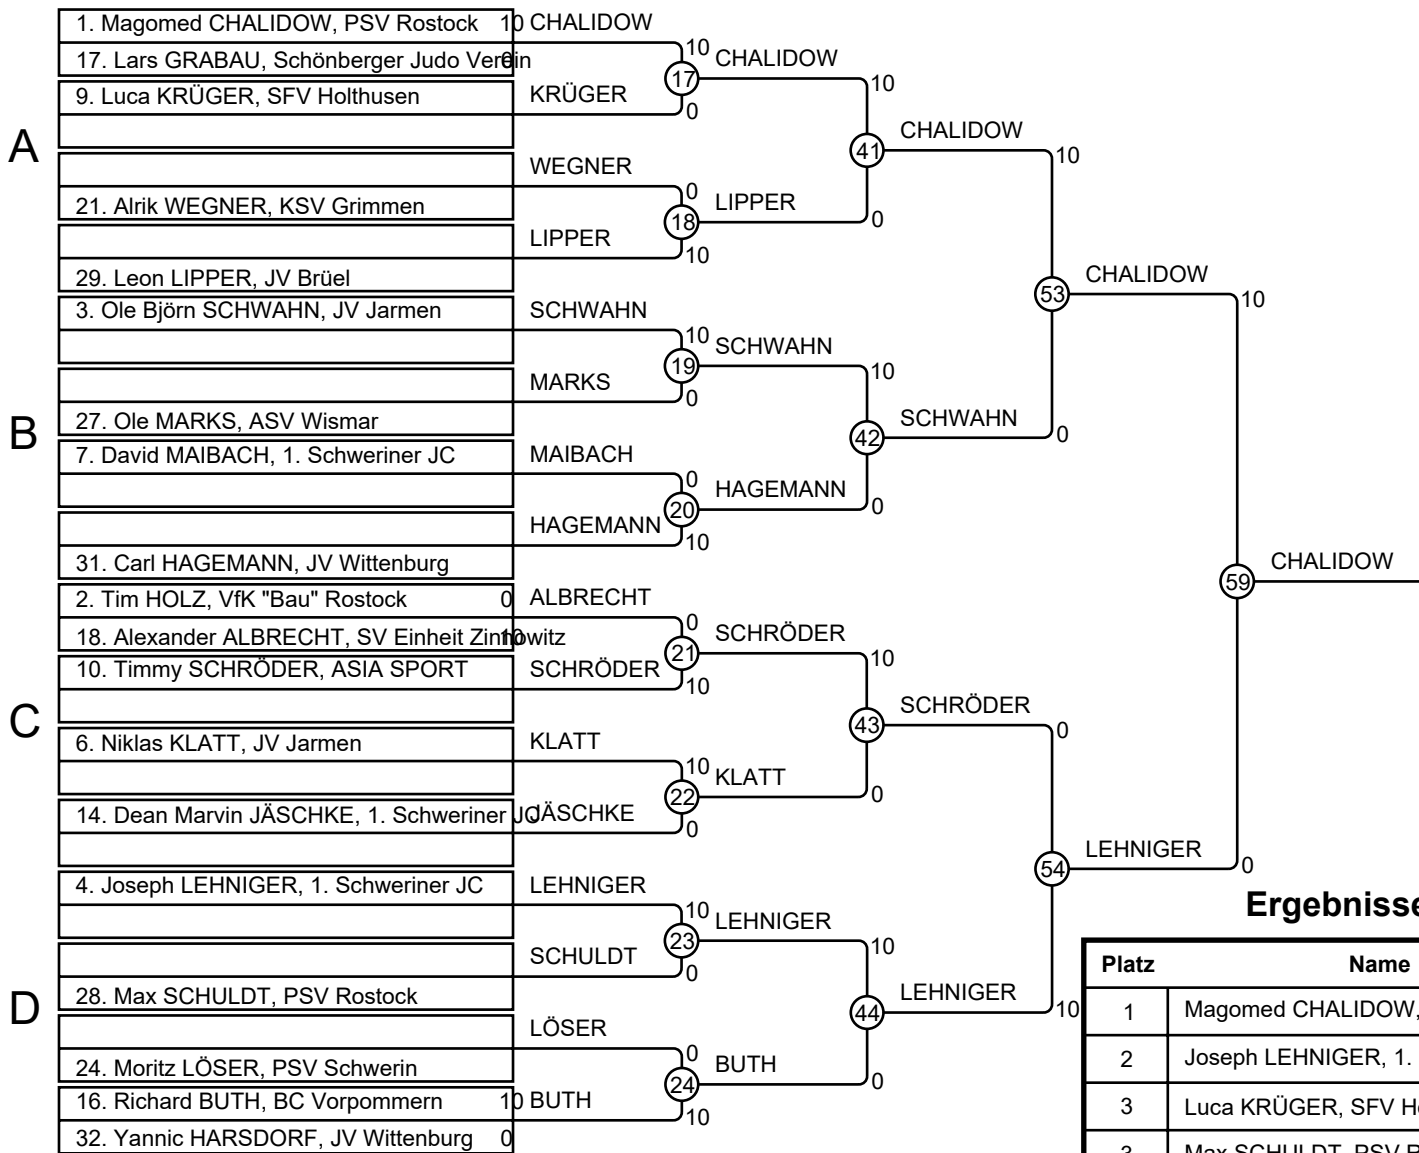 1. Magomed CHALIDOW, PSV Rostock 10
17. Lars GRABAU, Schönberger Judo Verein 0
9. Luca KRÜGER, SFV Holthusen
A
21. Alrik WEGNER, KSV Grimmen
29. Leon LIPPER, JV Brüel
3. Ole Björn SCHWAHN, JV Jarmen
27. Ole MARKS, ASV Wismar
B
7. David MAIBACH, 1. Schweriner JC
31. Carl HAGEMANN, JV Wittenburg
2. Tim HOLZ, VfK "Bau" Rostock 0
18. Alexander ALBRECHT, SV Einheit Zinnowitz 10
10. Timmy SCHRÖDER, ASIA SPORT
C
6. Niklas KLATT, JV Jarmen
14. Dean Marvin JÄSCHKE, 1. Schweriner JC
4. Joseph LEHNIGER, 1. Schweriner JC
28. Max SCHULDT, PSV Rostock
D
24. Moritz LÖSER, PSV Schwerin
16. Richard BUTH, BC Vorpommern 10
32. Yannic HARSDORF, JV Wittenburg 0
CHALIDOW
10
17
KRÜGER
0
WEGNER
0
18
LIPPER
10
SCHWAHN
10
19
MARKS
0
MAIBACH
0
20
HAGEMANN
10
ALBRECHT
0
21
SCHRÖDER
10
KLATT
10
22
JÄSCHKE
0
LEHNIGER
10
23
SCHULDT
0
LÖSER
0
24
BUTH
10
CHALIDOW
10
41
LIPPER
0
SCHWAHN
10
42
HAGEMANN
0
SCHRÖDER
10
43
KLATT
0
LEHNIGER
10
44
BUTH
0
CHALIDOW
10
53
SCHWAHN
0
SCHRÖDER
0
54
LEHNIGER
10
CHALIDOW
10
59
LEHNIGER
0
CHALIDOW
Ergebnisse
Platz Name
1 Magomed CHALIDOW,
2 Joseph LEHNIGER, 1.
3 Luca KRÜGER, SFV Ho
3 Max SCHULDT, PSV R